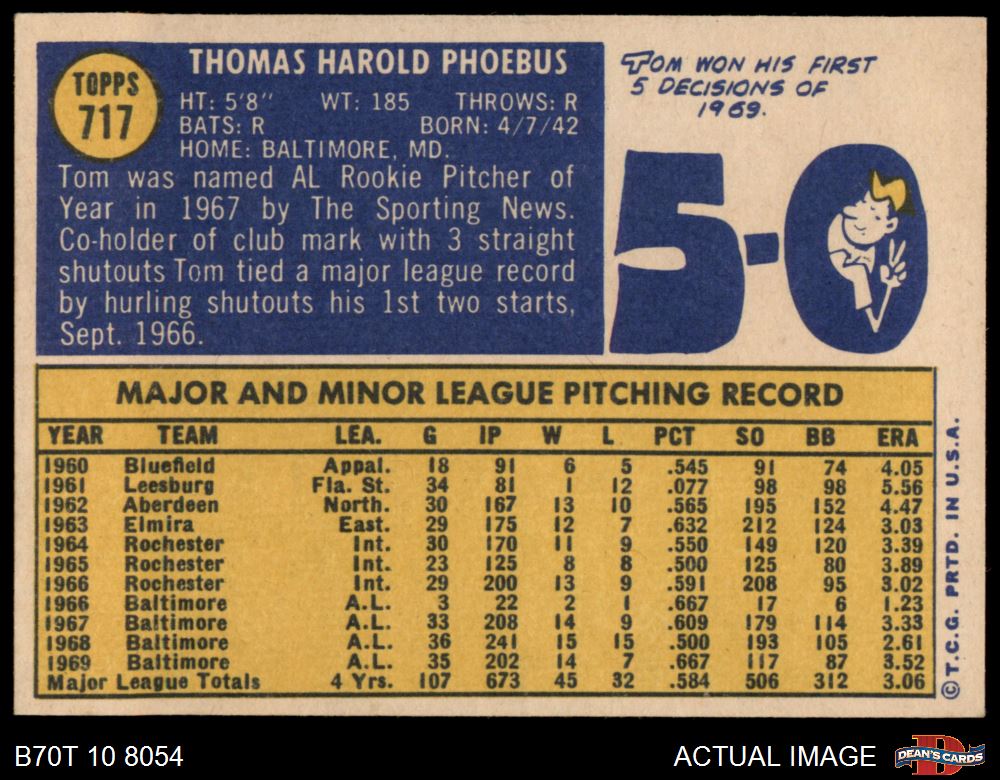 TOPPS
717
THOMAS HAROLD PHOEBUS
HT: 5'8" WT: 185 THROWS: R
BATS: R BORN: 4/7/42
HOME: BALTIMORE, MD.
Tom was named AL Rookie Pitcher of
Year in 1967 by The Sporting News.
Co-holder of club mark with 3 straight
shutouts Tom tied a major league record
by hurling shutouts his 1st two starts,
Sept. 1966.
TOM WON HIS FIRST
5 DECISIONS OF
1969.
5-0
MAJOR AND MINOR LEAGUE PITCHING RECORD
YEAR TEAM LEA. G IP W L PCT SO BB ERA
1960 Bluefield Appal. 18 91 6 5 .545 91 74 4.05
1961 Leesburg Fla. St. 34 81 1 12 .077 98 98 5.56
1962 Aberdeen North. 30 167 13 10 .565 195 152 4.47
1963 Elmira East. 29 175 12 7 .632 212 124 3.03
1964 Rochester Int. 30 170 11 9 .550 149 120 3.39
1965 Rochester Int. 23 125 8 8 .500 125 80 3.89
1966 Rochester Int. 29 200 13 9 .591 208 95 3.02
1966 Baltimore A.L. 3 22 2 1 .667 17 6 1.23
1967 Baltimore A.L. 33 208 14 9 .609 179 114 3.33
1968 Baltimore A.L. 36 241 15 15 .500 193 105 2.61
1969 Baltimore A.L. 35 202 14 7 .667 117 87 3.52
Major League Totals 4 Yrs. 107 673 45 32 .584 506 312 3.06
© T.C.G. PRTD. IN U.S.A.
B70T 10 8054
ACTUAL IMAGE
D
DEAN'S CARDS